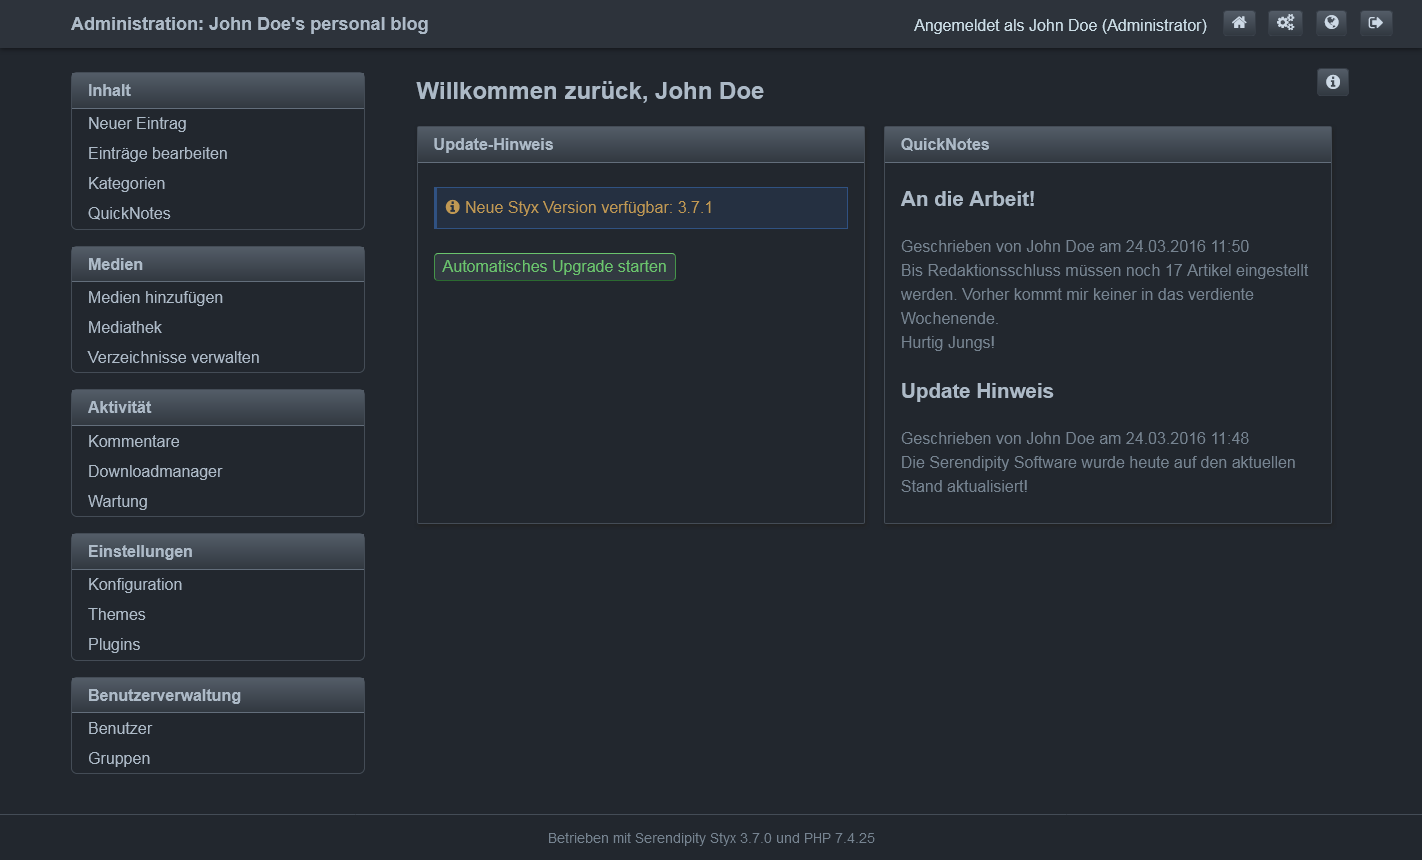 Administration: John Doe's personal blog
Angemeldet als John Doe (Administrator)
Inhalt
Neuer Eintrag
Einträge bearbeiten
Kategorien
QuickNotes
Medien
Medien hinzufügen
Mediathek
Verzeichnisse verwalten
Aktivität
Kommentare
Downloadmanager
Wartung
Einstellungen
Konfiguration
Themes
Plugins
Benutzerverwaltung
Benutzer
Gruppen
Willkommen zurück, John Doe
Update-Hinweis
Neue Styx Version verfügbar: 3.7.1
Automatisches Upgrade starten
QuickNotes
An die Arbeit!
Geschrieben von John Doe am 24.03.2016 11:50
Bis Redaktionsschluss müssen noch 17 Artikel eingestellt
werden. Vorher kommt mir keiner in das verdiente
Wochenende.
Hurtig Jungs!
Update Hinweis
Geschrieben von John Doe am 24.03.2016 11:48
Die Serendipity Software wurde heute auf den aktuellen
Stand aktualisiert!
Betrieben mit Serendipity Styx 3.7.0 und PHP 7.4.25